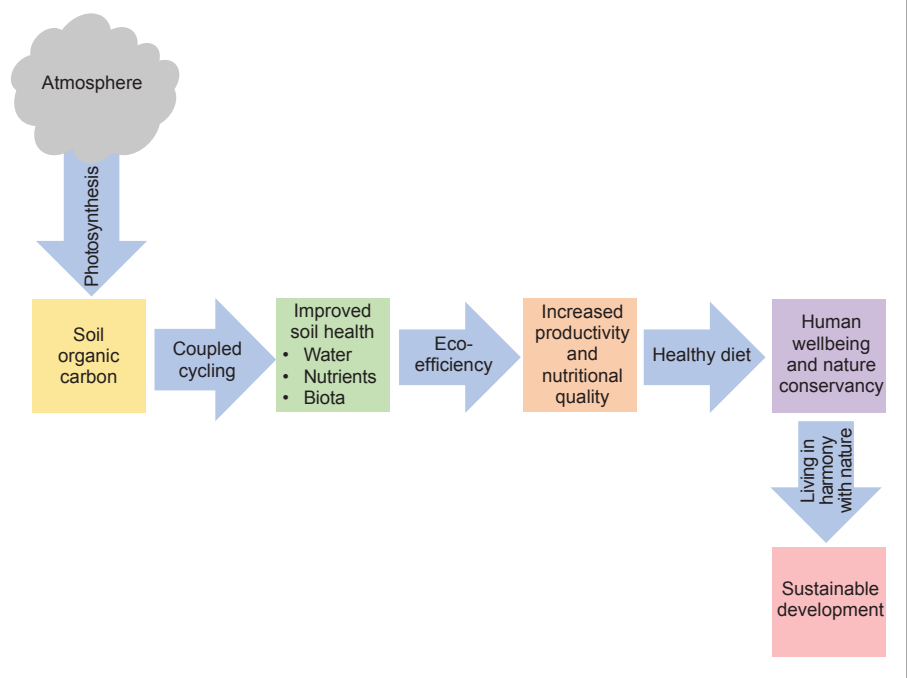 Atmosphere
Photosynthesis
Soil
organic
carbon
Coupled
cycling
Improved
soil health
• Water
• Nutrients
• Biota
Eco-
efficiency
Increased
productivity
and
nutritional
quality
Healthy diet
Human
wellbeing
and nature
conservancy
Living in
harmony
with nature
Sustainable
development